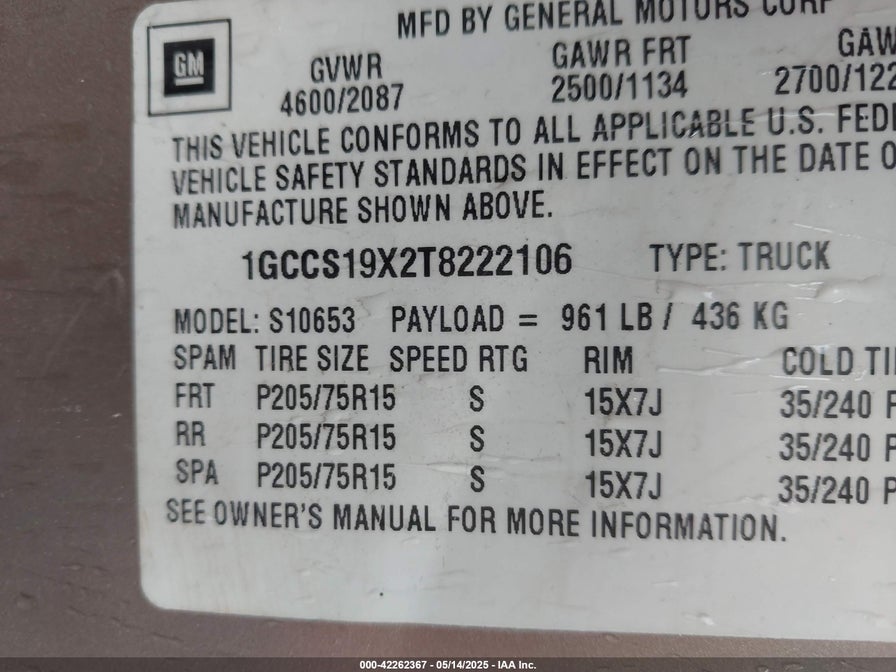 MFD BY GENERAL MOTORS CORP
GM
GVWR GAWR FRT GAW
4600/2087 2500/1134 2700/122
THIS VEHICLE CONFORMS TO ALL APPLICABLE U.S. FEDE
VEHICLE SAFETY STANDARDS IN EFFECT ON THE DATE O
MANUFACTURE SHOWN ABOVE.
1GCCS19X2T8222106 TYPE: TRUCK
MODEL: S10653 PAYLOAD = 961 LB / 436 KG
SPAM TIRE SIZE SPEED RTG RIM COLD TI
FRT P205/75R15 S 15X7J 35/240 P
RR P205/75R15 S 15X7J 35/240 P
SPA P205/75R15 S 15X7J 35/240 P
SEE OWNER'S MANUAL FOR MORE INFORMATION.
000-42262367 - 05/14/2025 - IAA Inc.